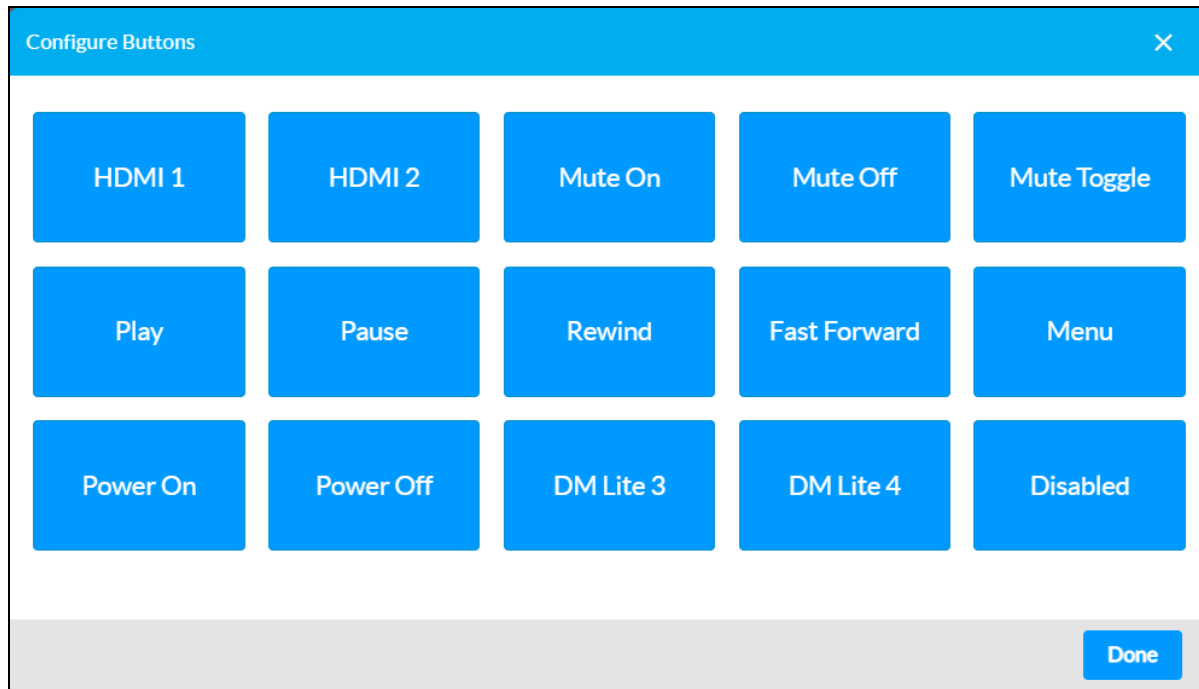 Configure Buttons
HDMI 1
HDMI 2
Mute On
Mute Off
Mute Toggle
Play
Pause
Rewind
Fast Forward
Menu
Power On
Power Off
DM Lite 3
DM Lite 4
Disabled
Done